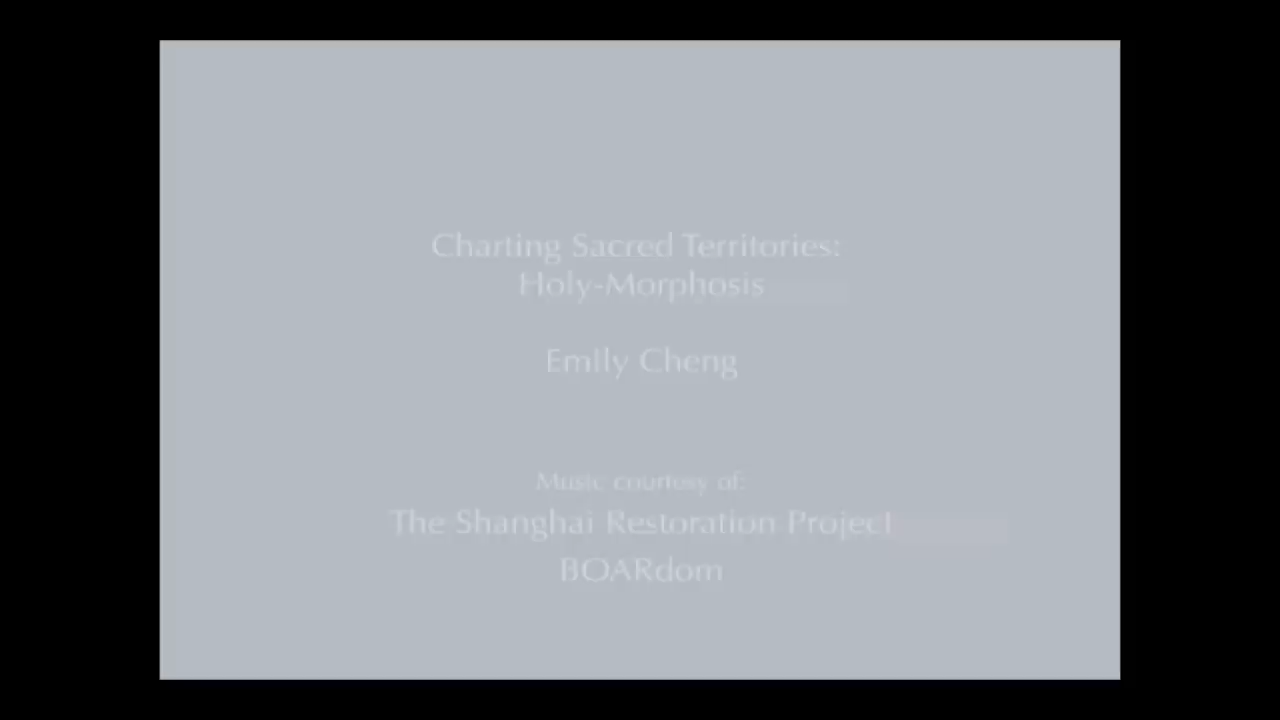 Charting Sacred Territories:
Holy-Morphosis
Emily Cheng
Music courtesy of:
The Shanghai Restoration Project
BOARdom